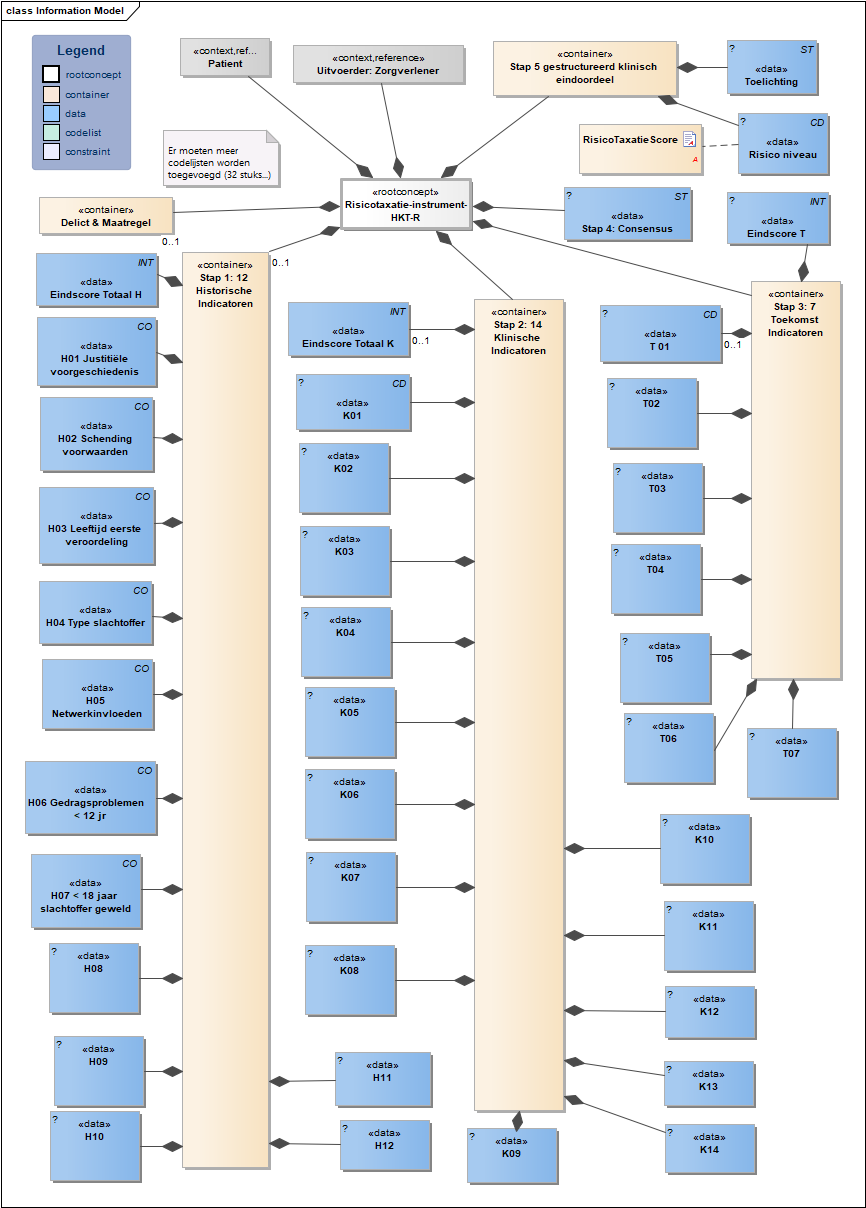 class Information Model
Legend
rootconcept
container
data
codelist
constraint
«context,ref...
Patient
«context,reference»
Uitvoerder: Zorgverlener
«container»
Stap 5 gestructureerd klinisch
eindoordeel
?
ST
«data»
Toelichting
RisicoTaxatieScore
A
?
CD
«data»
Risico niveau
Er moeten meer
codelijsten worden
toegevoegd (32 stuks...)
«rootconcept»
Risicotaxatie-instrument-
HKT-R
«container»
Delict & Maatregel
0..1
?
ST
«data»
Stap 4: Consensus
?
INT
«data»
Eindscore T
«container»
Stap 1: 12
Historische
Indicatoren
0..1
INT
«data»
Eindscore Totaal H
CO
«data»
H01 Justitiële
voorgeschiedenis
CO
«data»
H02 Schending
voorwaarden
CO
«data»
H03 Leeftijd eerste
veroordeling
CO
«data»
H04 Type slachtoffer
CO
«data»
H05
Netwerkinvloeden
CO
«data»
H06 Gedragsproblemen
< 12 jr
CO
«data»
H07 < 18 jaar
slachtoffer geweld
?
«data»
H08
?
«data»
H09
?
«data»
H10
?
«data»
H11
?
«data»
H12
«container»
Stap 2: 14
Klinische
Indicatoren
INT
«data»
Eindscore Totaal K
0..1
?
CD
«data»
K01
?
«data»
K02
?
«data»
K03
?
«data»
K04
?
«data»
K05
?
«data»
K06
?
«data»
K07
?
«data»
K08
?
«data»
K09
?
«data»
K10
?
«data»
K11
?
«data»
K12
?
«data»
K13
?
«data»
K14
«container»
Stap 3: 7
Toekomst
Indicatoren
?
CD
«data»
T 01
0..1
?
«data»
T02
?
«data»
T03
?
«data»
T04
?
«data»
T05
?
«data»
T06
?
«data»
T07